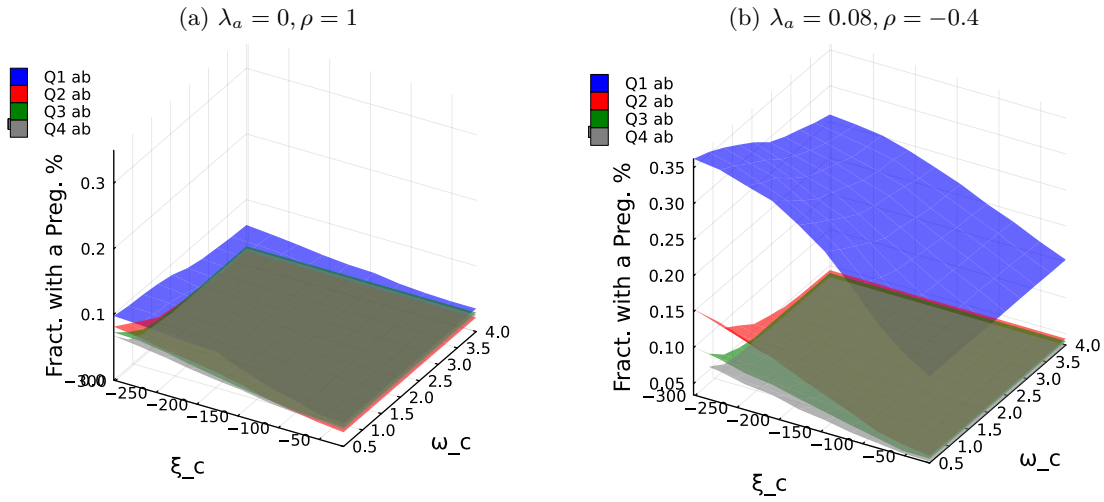 (a) λ_a = 0, ρ = 1
Q1 ab
Q2 ab
Q3 ab
Q4 ab
Fract. with a Preg. %
0.3
0.2
0.1
0.0
−300
−250
−200
−150
−100
−50
ξ_c
0.5
1.0
1.5
2.0
2.5
3.0
3.5
4.0
ω_c
(b) λ_a = 0.08, ρ = −0.4
Q1 ab
Q2 ab
Q3 ab
Q4 ab
Fract. with a Preg. %
0.35
0.30
0.25
0.20
0.15
0.10
0.05
−300
−250
−200
−150
−100
−50
ξ_c
0.5
1.0
1.5
2.0
2.5
3.0
3.5
4.0
ω_c